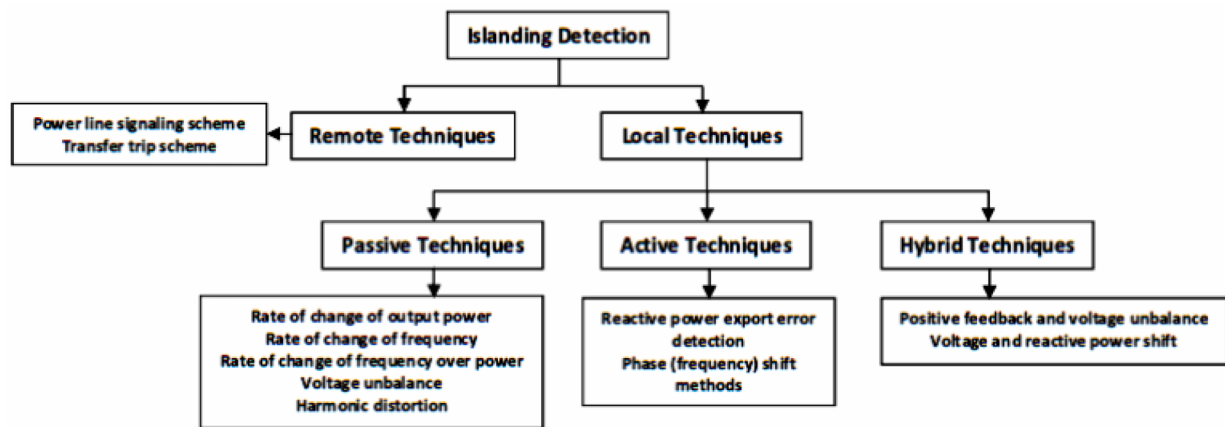 Islanding Detection
Power line signaling scheme
Transfer trip scheme
Remote Techniques
Local Techniques
Passive Techniques
Active Techniques
Hybrid Techniques
Rate of change of output power
Rate of change of frequency
Rate of change of frequency over power
Voltage unbalance
Harmonic distortion
Reactive power export error
detection
Phase (frequency) shift
methods
Positive feedback and voltage unbalance
Voltage and reactive power shift